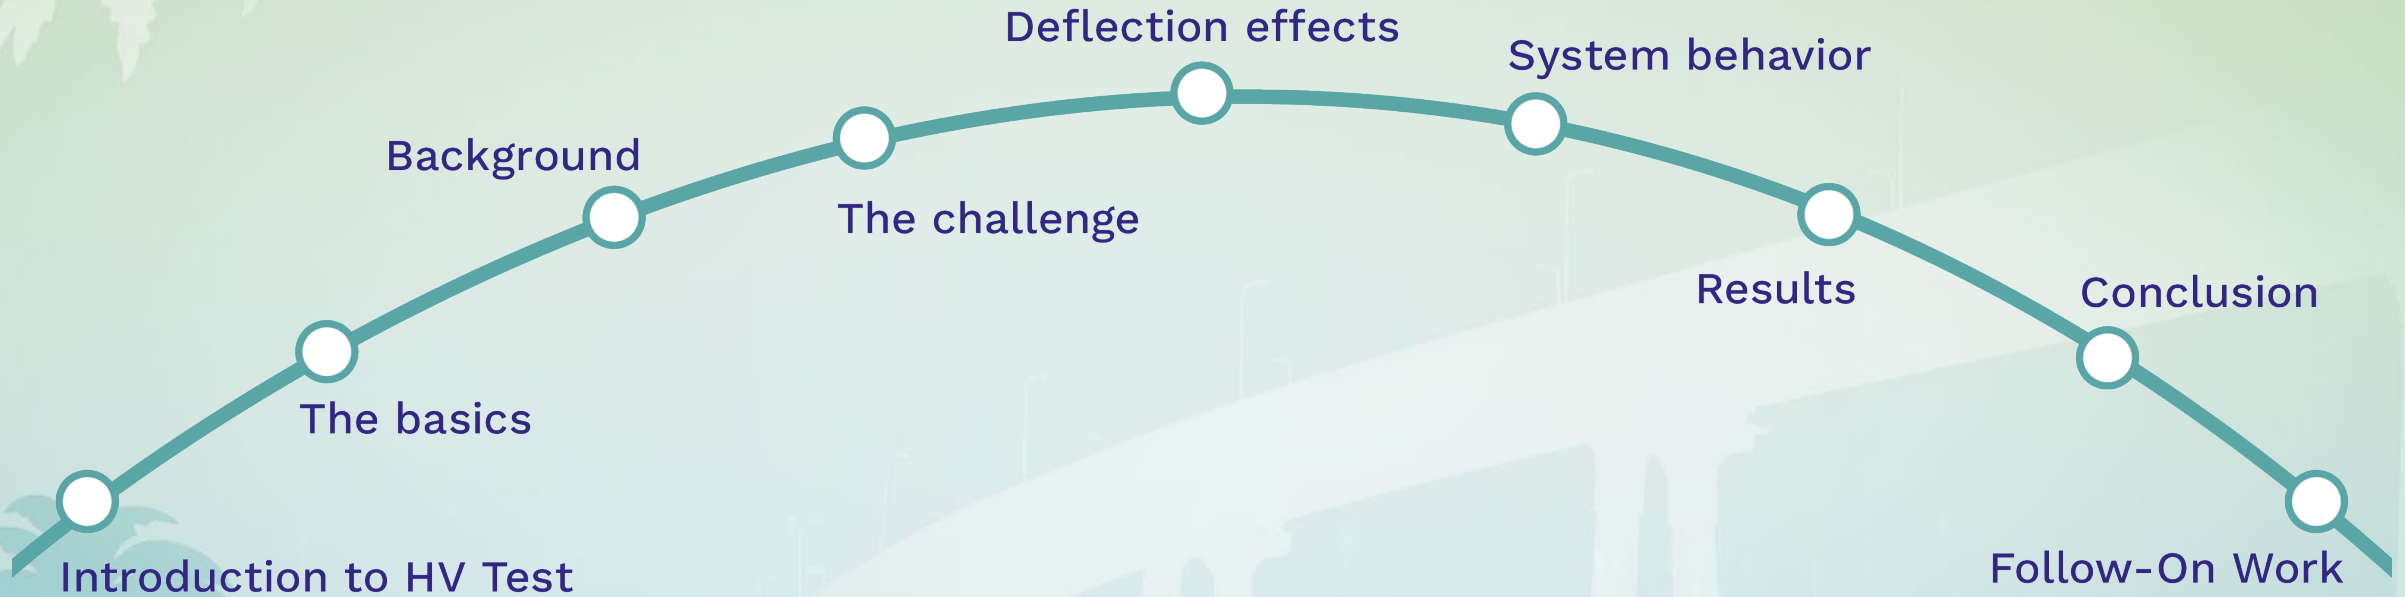 Introduction to HV Test
The basics
Background
The challenge
Deflection effects
System behavior
Results
Conclusion
Follow-On Work